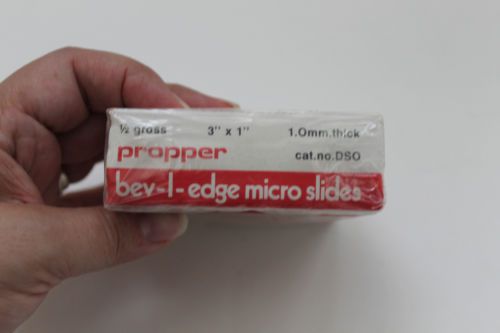 ½ gross 3" x 1" 1.0mm.thick
propper cat.no.DSO
bev-l-edge micro slides